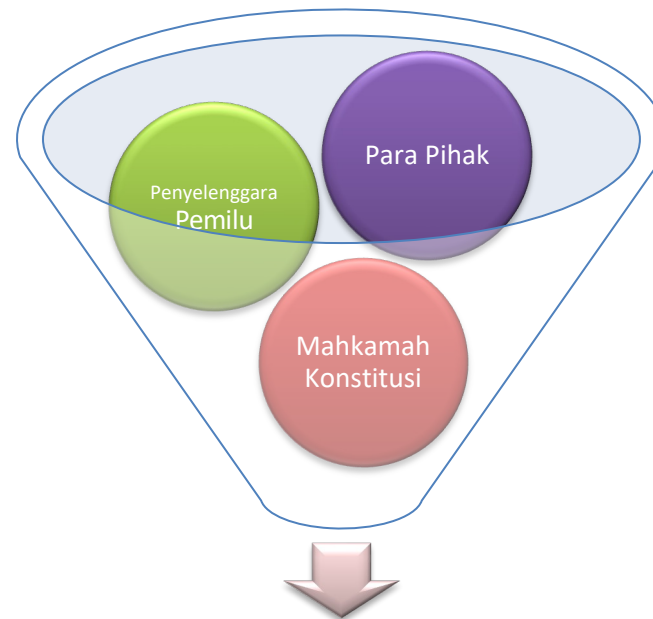 Para Pihak
Penyelenggara
Pemilu
Mahkamah
Konstitusi